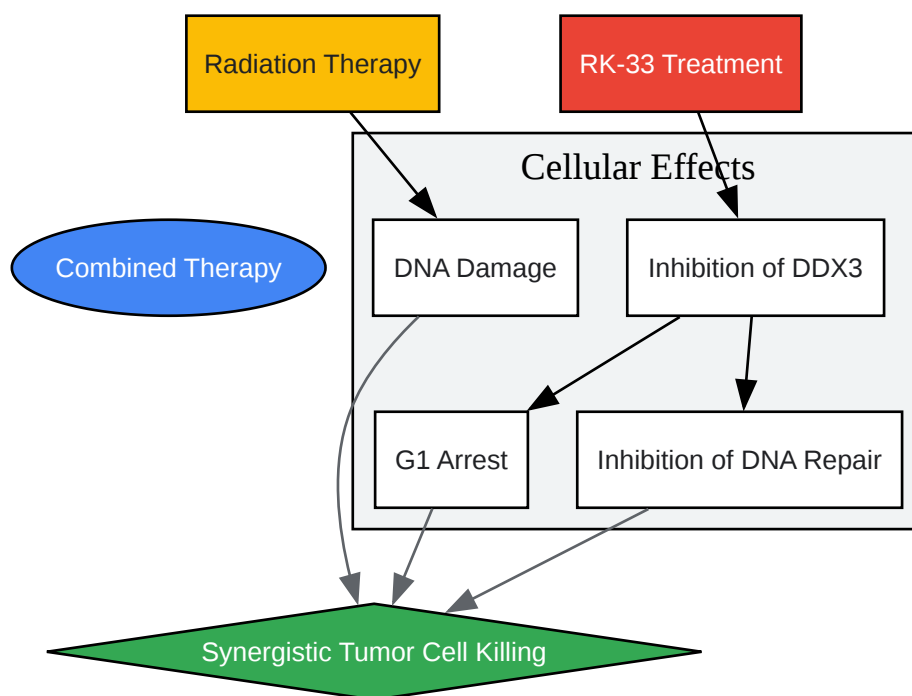 Radiation Therapy
RK-33 Treatment
Cellular Effects
Combined Therapy
DNA Damage
Inhibition of DDX3
G1 Arrest
Inhibition of DNA Repair
Synergistic Tumor Cell Killing